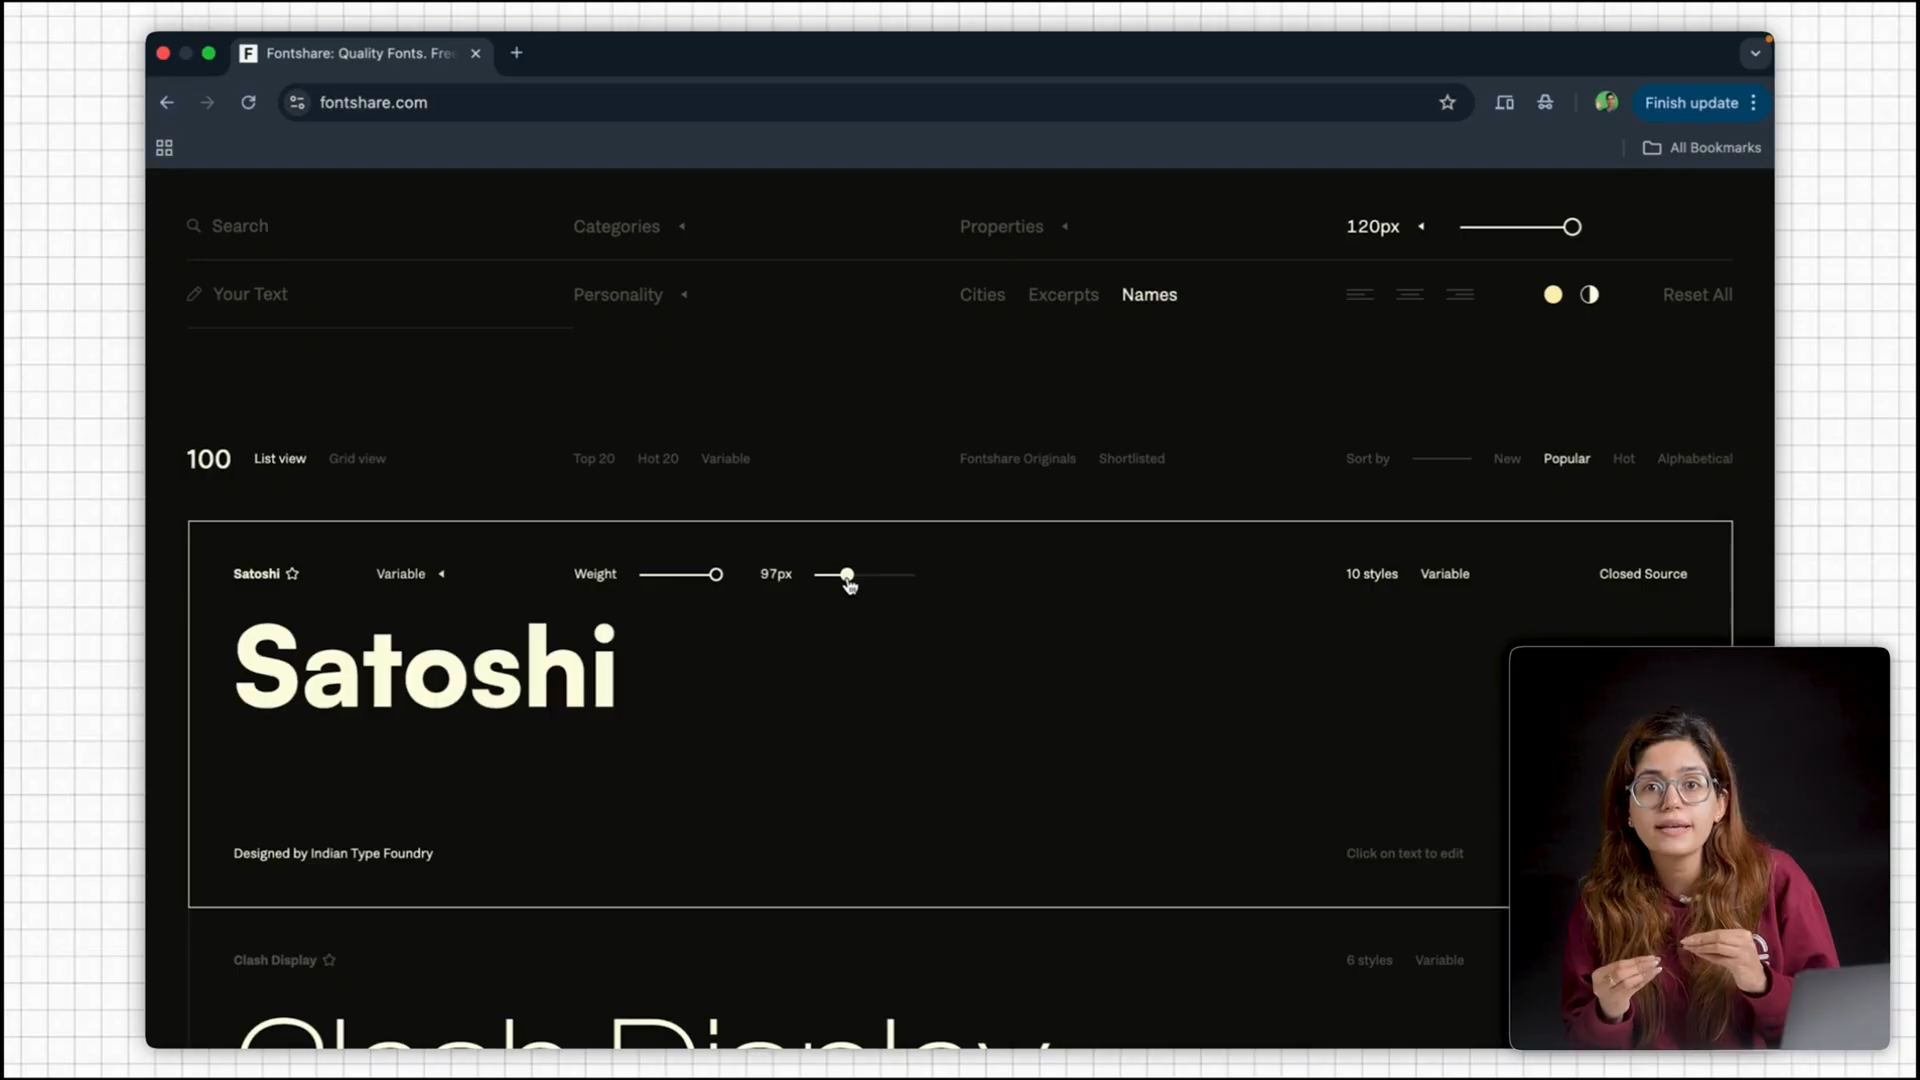 F Fontshare: Quality Fonts. Free
fontshare.com
Finish update
All Bookmarks
Search Categories Properties 120px
Your Text Personality Cities Excerpts Names Reset All
100 List view Grid view Top 20 Hot 20 Variable Fontshare Originals Shortlisted Sort by New Popular Hot Alphabetical
Satoshi Variable Weight 97px 10 styles Variable Closed Source
Satoshi
Designed by Indian Type Foundry Click on text to edit
Clash Display 6 styles Variable
Clash Display